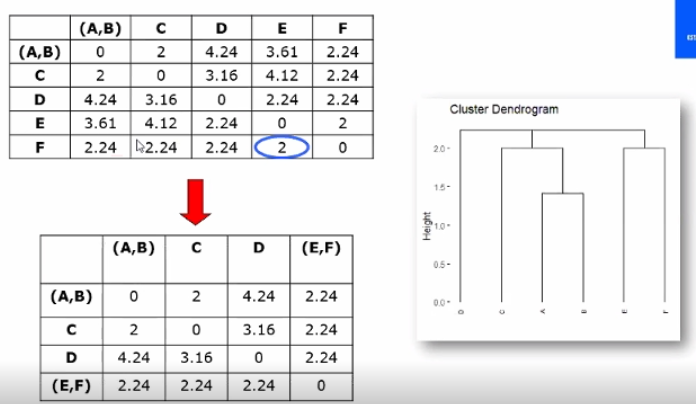 (A,B) C D E F
(A,B) 0 2 4.24 3.61 2.24
C 2 0 3.16 4.12 2.24
D 4.24 3.16 0 2.24 2.24
E 3.61 4.12 2.24 0 2
F 2.24 2.24 2.24 2 0
(A,B) C D (E,F)
(A,B) 0 2 4.24 2.24
C 2 0 3.16 2.24
D 4.24 3.16 0 2.24
(E,F) 2.24 2.24 2.24 0
Cluster Dendrogram
Height
2.0
1.5
1.0
0.5
0.0
D C A B E F